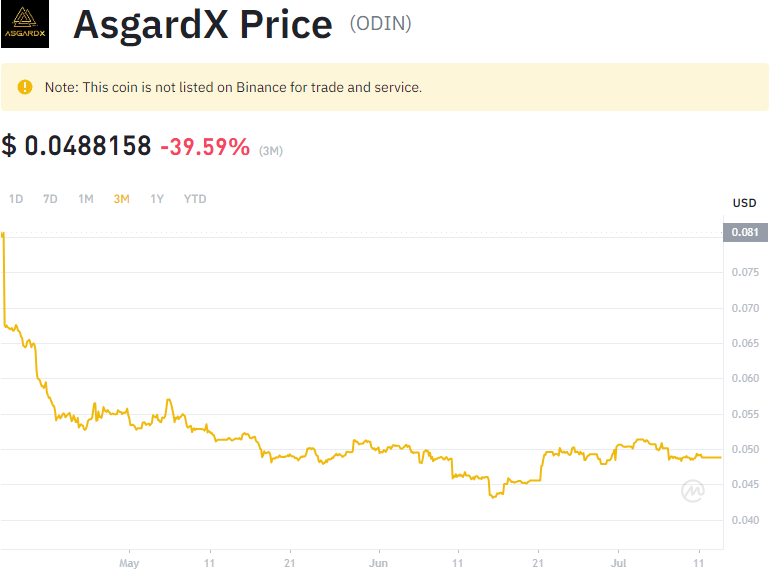 ASGARDX
AsgardX Price (ODIN)
Note: This coin is not listed on Binance for trade and service.
$ 0.0488158 -39.59% (3M)
1D 7D 1M 3M 1Y YTD
USD
0.081
0.075
0.070
0.065
0.060
0.055
0.050
0.045
0.040
May 11 21 Jun 11 21 Jul 11